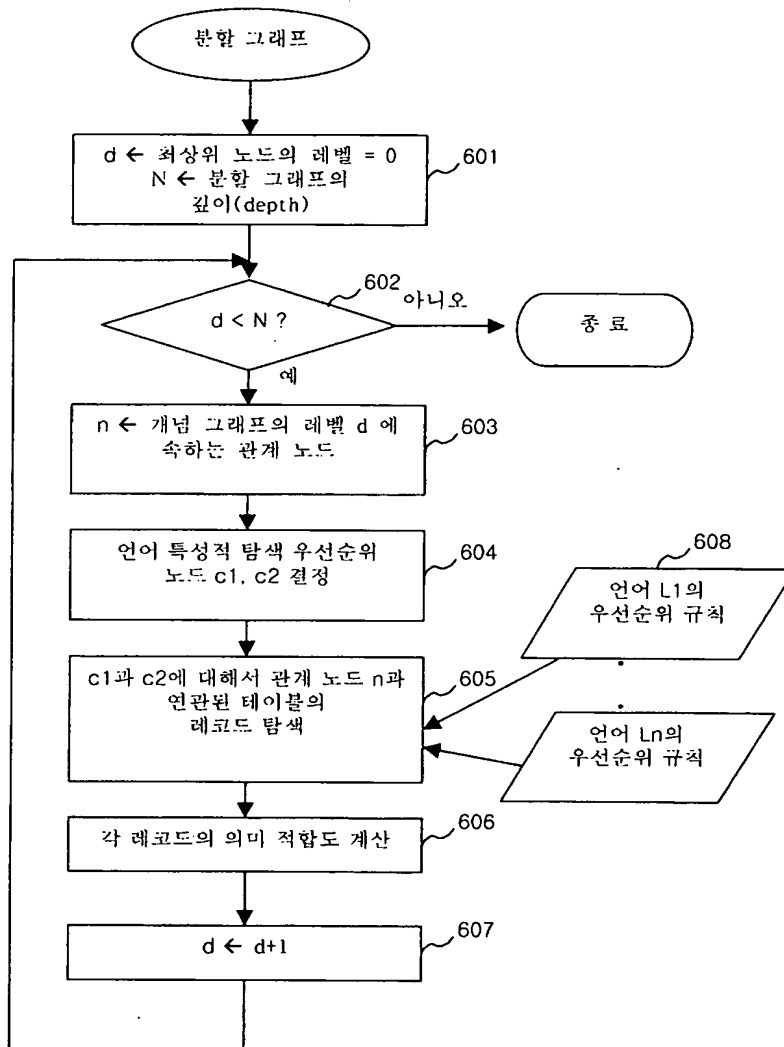 분할 그래프
d ← 최상위 노드의 레벨 = 0
N ← 분할 그래프의
깊이(depth)
601
d < N ?
602
아니오
종 료
예
n ← 개념 그래프의 레벨 d 에
속하는 관계 노드
603
언어 특성적 탐색 우선순위
노드 c1, c2 결정
604
608
언어 L1의
우선순위 규칙
c1과 c2에 대해서 관계 노드 n과
연관된 테이블의
레코드 탐색
605
언어 Ln의
우선순위 규칙
각 레코드의 의미 적합도 계산
606
d ← d+1
607